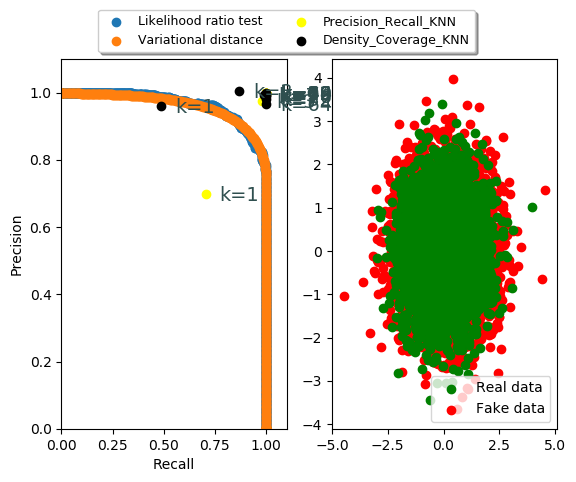 Likelihood ratio test
Variational distance
Precision_Recall_KNN
Density_Coverage_KNN
1.0
0.8
0.6
0.4
0.2
0.0
Precision
0.00
0.25
0.50
0.75
1.00
Recall
k=1
k=1
k=64
4
3
2
1
0
−1
−2
−3
−4
−5.0
−2.5
0.0
2.5
5.0
Real data
Fake data